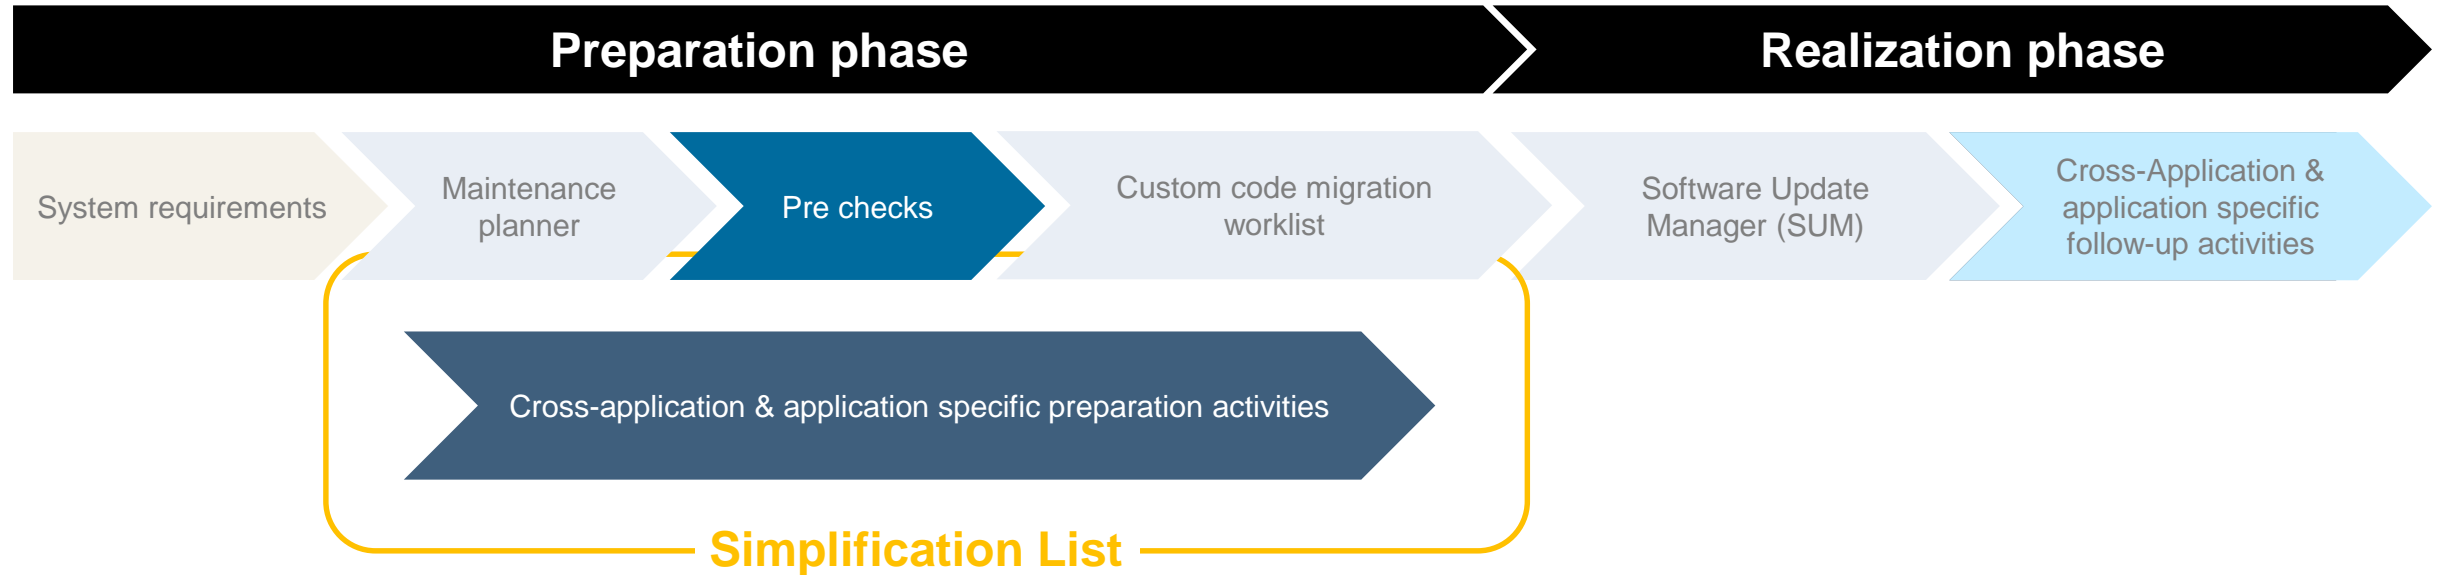 Preparation phase
Realization phase
System requirements
Maintenance
planner
Pre checks
Custom code migration
worklist
Software Update
Manager (SUM)
Cross-Application &
application specific
follow-up activities
Cross-application & application specific preparation activities
Simplification List